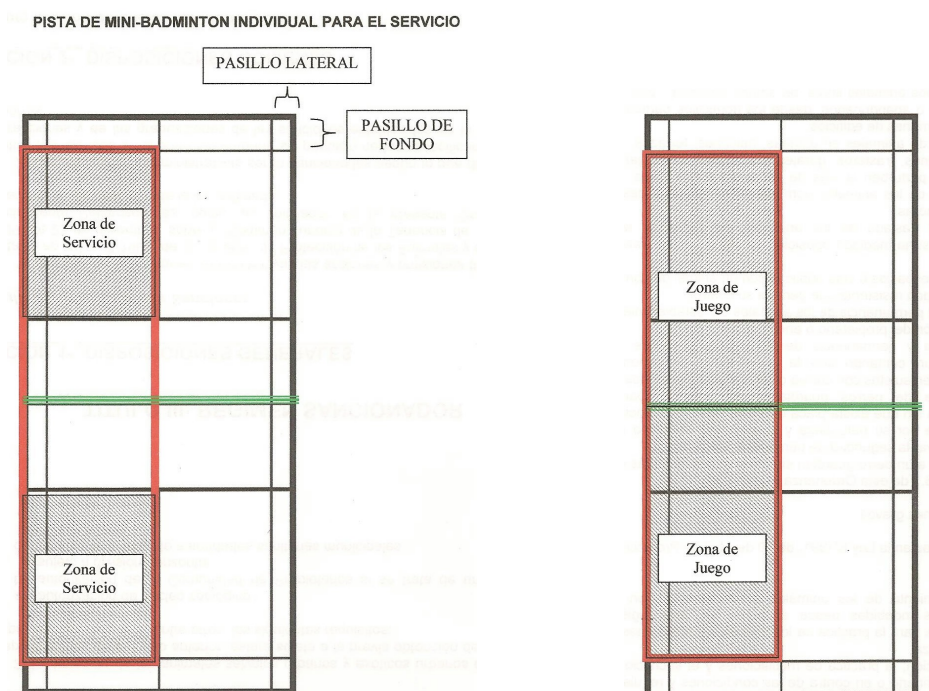 PISTA DE MINI-BADMINTON INDIVIDUAL PARA EL SERVICIO
PASILLO LATERAL
PASILLO DE
FONDO
Zona de
Servicio
Zona de
Servicio
Zona de
Juego
Zona de
Juego